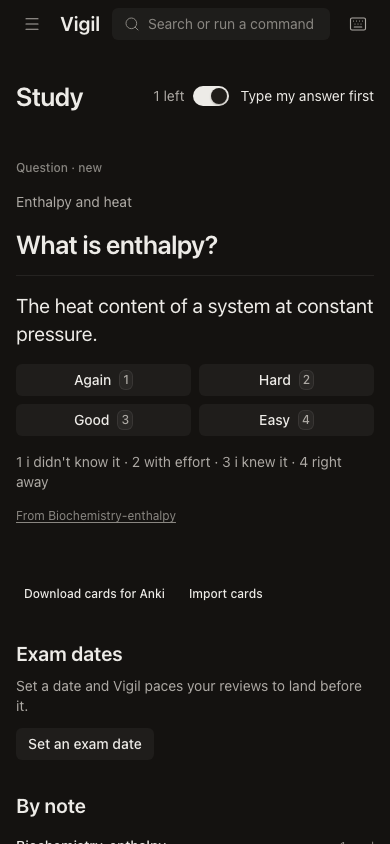 Vigil
Search or run a command
Study
1 left
Type my answer first
Question · new
Enthalpy and heat
What is enthalpy?
The heat content of a system at constant
pressure.
Again 1
Hard 2
Good 3
Easy 4
1 i didn't know it · 2 with effort · 3 i knew it · 4 right
away
From Biochemistry-enthalpy
Download cards for Anki
Import cards
Exam dates
Set a date and Vigil paces your reviews to land before
it.
Set an exam date
By note
Biochemistry-enthalpy